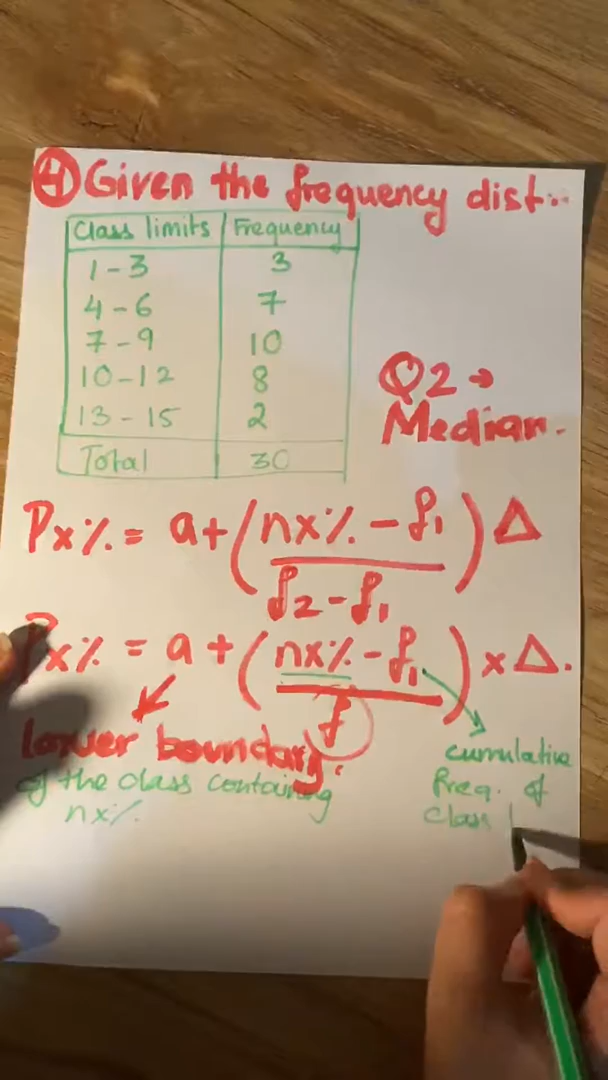 ④ Given the frequency dist..
Class limits Frequency
1-3 3
4-6 7
7-9 10
10-12 8
13-15 2
Total 30
Q2 →
Median.
Px% = a + (nx% - f₁ / f₂ - f₁) Δ
Px% = a + (nx% - f₁ / f) x Δ.
lower boundary
of the class containing
nx%
cumulative
freq. of
class